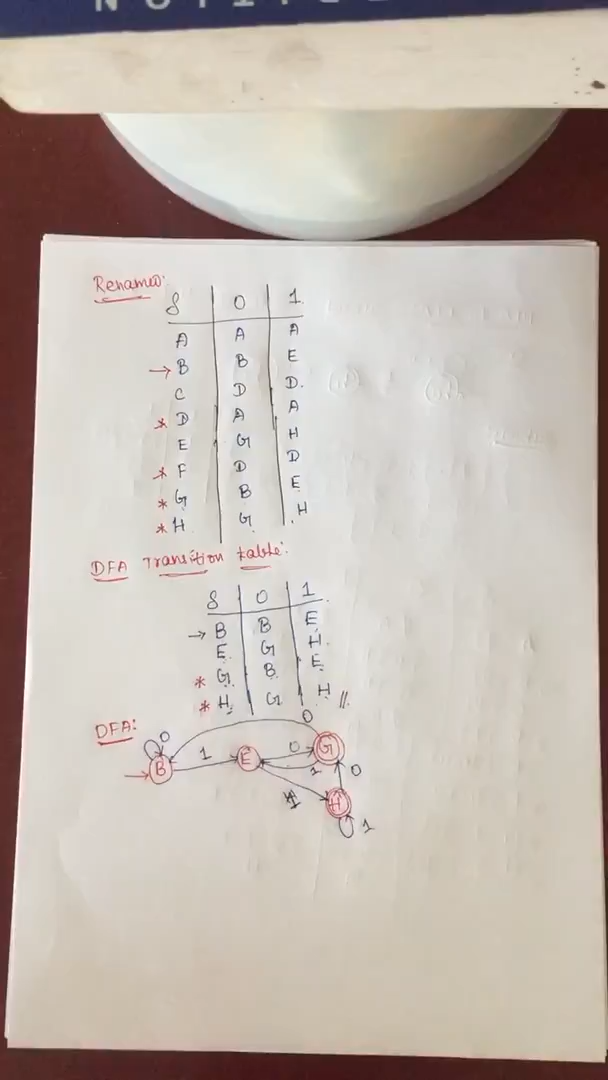 Renamed:
δ 0 1
A A A
→ B B E
C D D.
* D A A
E G H
* F D D
* G B E
* H G H
DFA Transition table:
δ 0 1
→ B B E
E G H
* G B E
* H G H //
DFA:
0 0
B 1 E 0 G
1 0
1 H
1